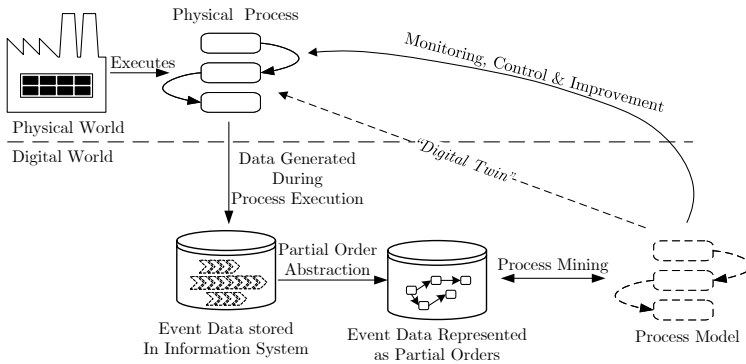 Physical Process
Executes
Monitoring, Control & Improvement
Physical World
Digital World
Data Generated
During
Process Execution
"Digital Twin"
Partial Order
Abstraction
Process Mining
Event Data stored
In Information System
Event Data Represented
as Partial Orders
Process Model